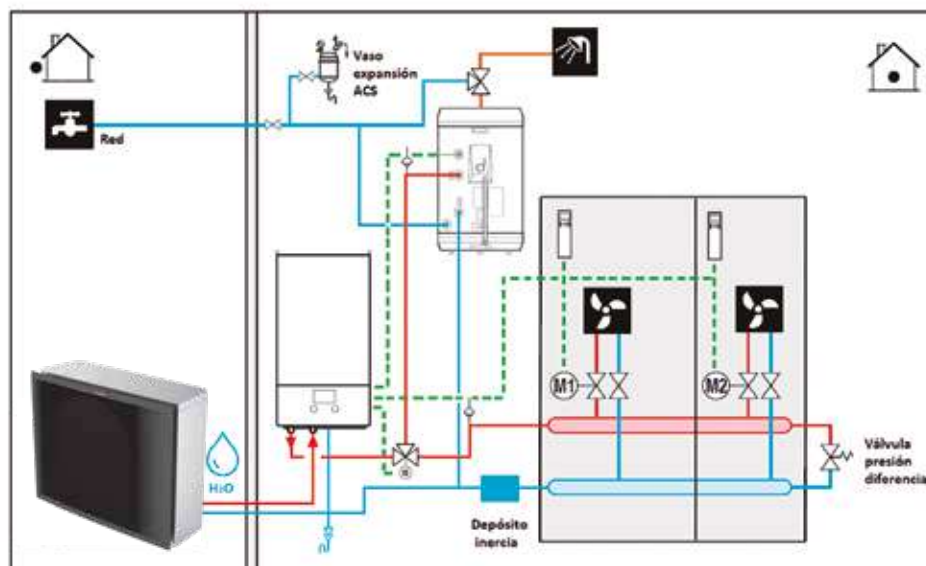 Vaso
expansión
ACS
Red
H₂O
M1
M2
Válvula
presión
diferencia
Depósito
inercia